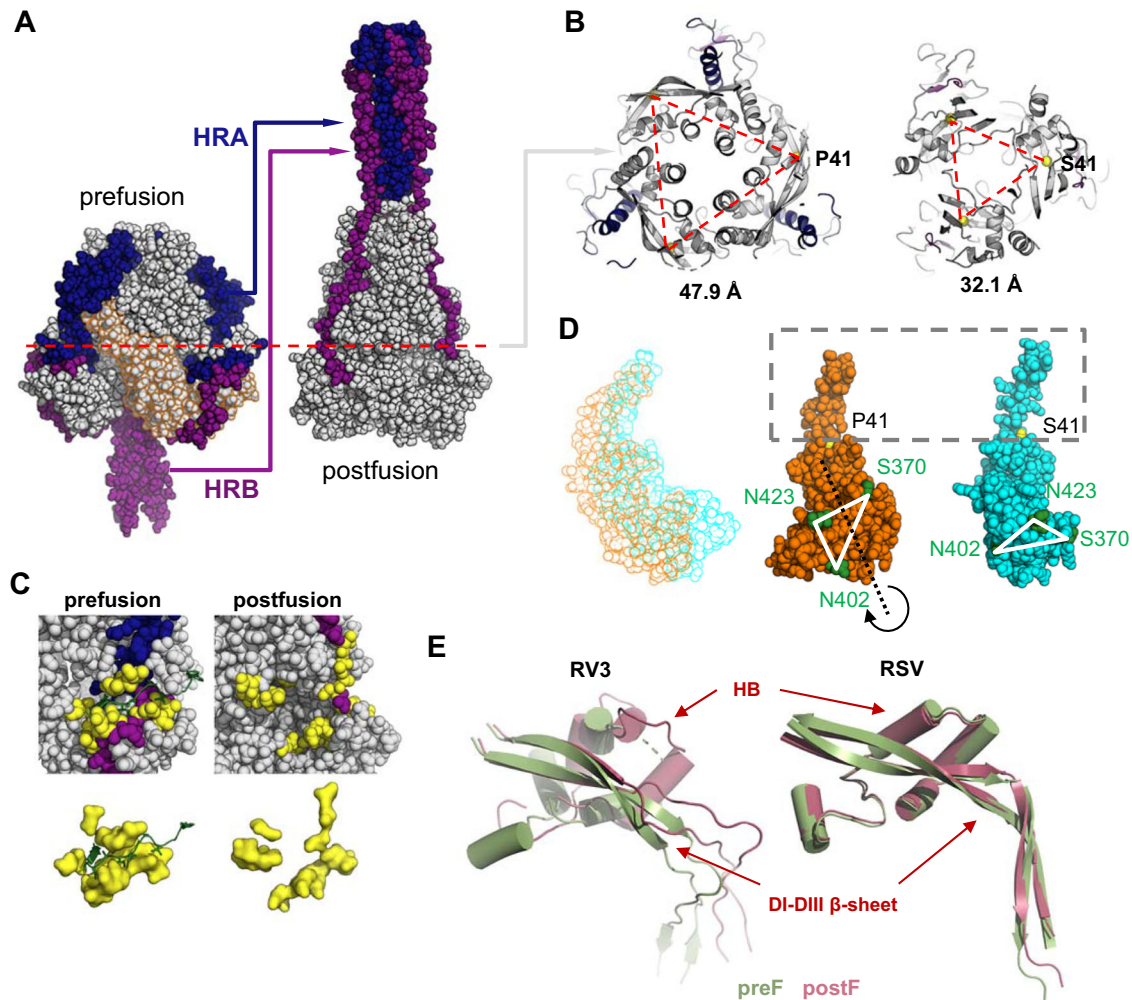 A
HRA
prefusion
HRB
postfusion
B
P41
47.9 Å
S41
32.1 Å
D
P41
S370
N423
N402
S41
N423
N402
S370
C
prefusion
postfusion
E
RV3
RSV
HB
DI-DIII β-sheet
preF postF